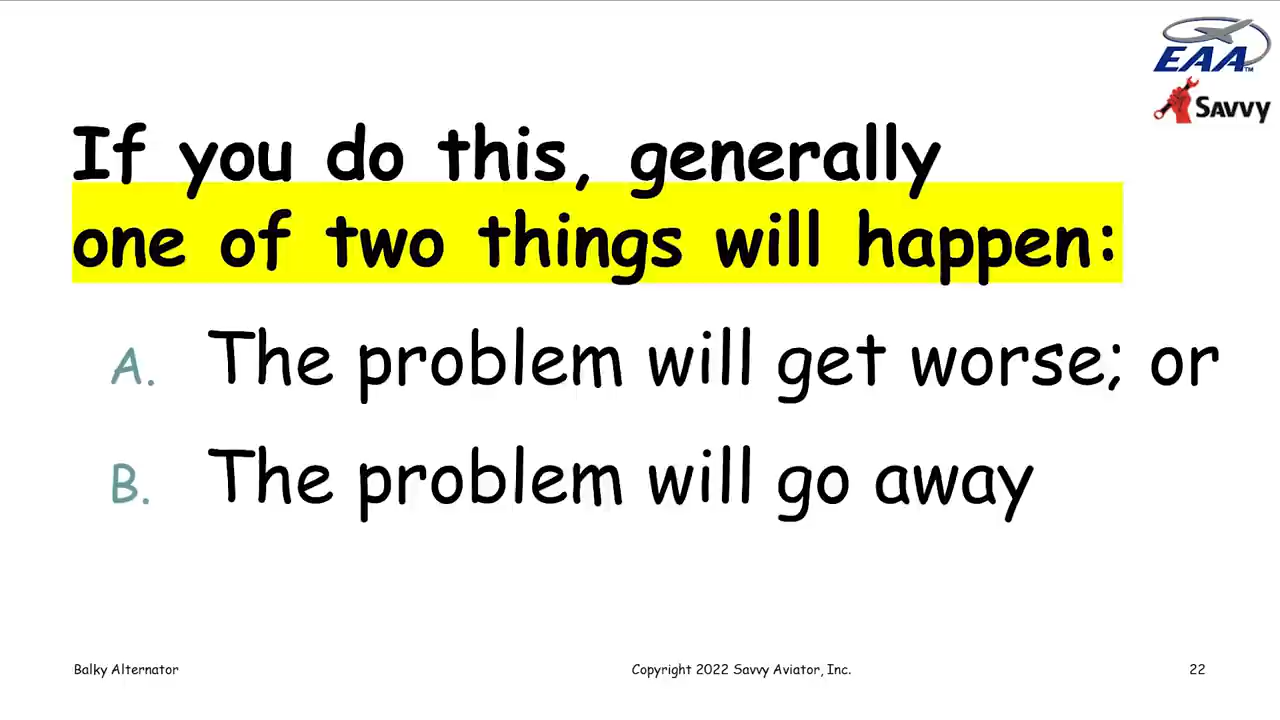 EAA™
SAVVY
If you do this, generally
one of two things will happen:
A. The problem will get worse; or
B. The problem will go away
Balky Alternator
Copyright 2022 Savvy Aviator, Inc.
22